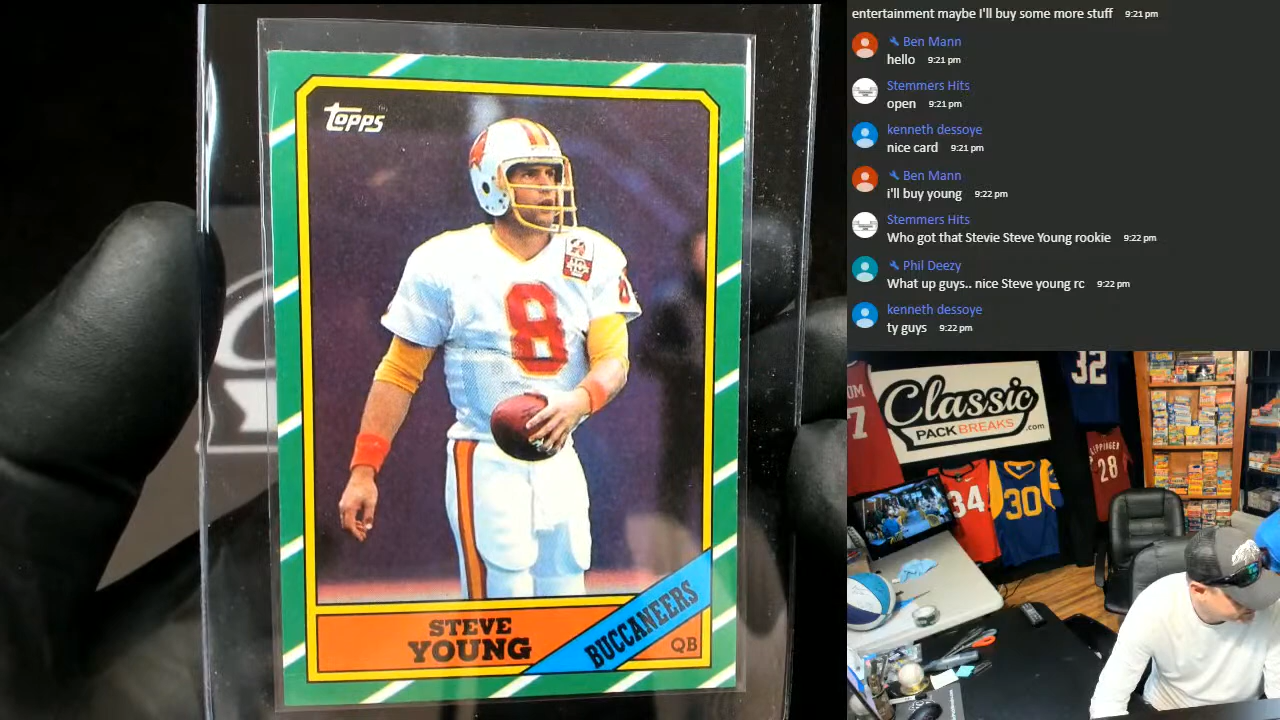 TOPPS
8
STEVE
YOUNG
BUCCANEERS
QB
entertainment maybe I'll buy some more stuff 9:21 pm
Ben Mann
hello 9:21 pm
Stemmers Hits
open 9:21 pm
kenneth dessoye
nice card 9:21 pm
Ben Mann
i'll buy young 9:22 pm
Stemmers Hits
Who got that Stevie Steve Young rookie 9:22 pm
Phil Deezy
What up guys.. nice Steve young rc 9:22 pm
kenneth dessoye
ty guys 9:22 pm
7
Classic
PACKBREAKS.com
32
34
30
28